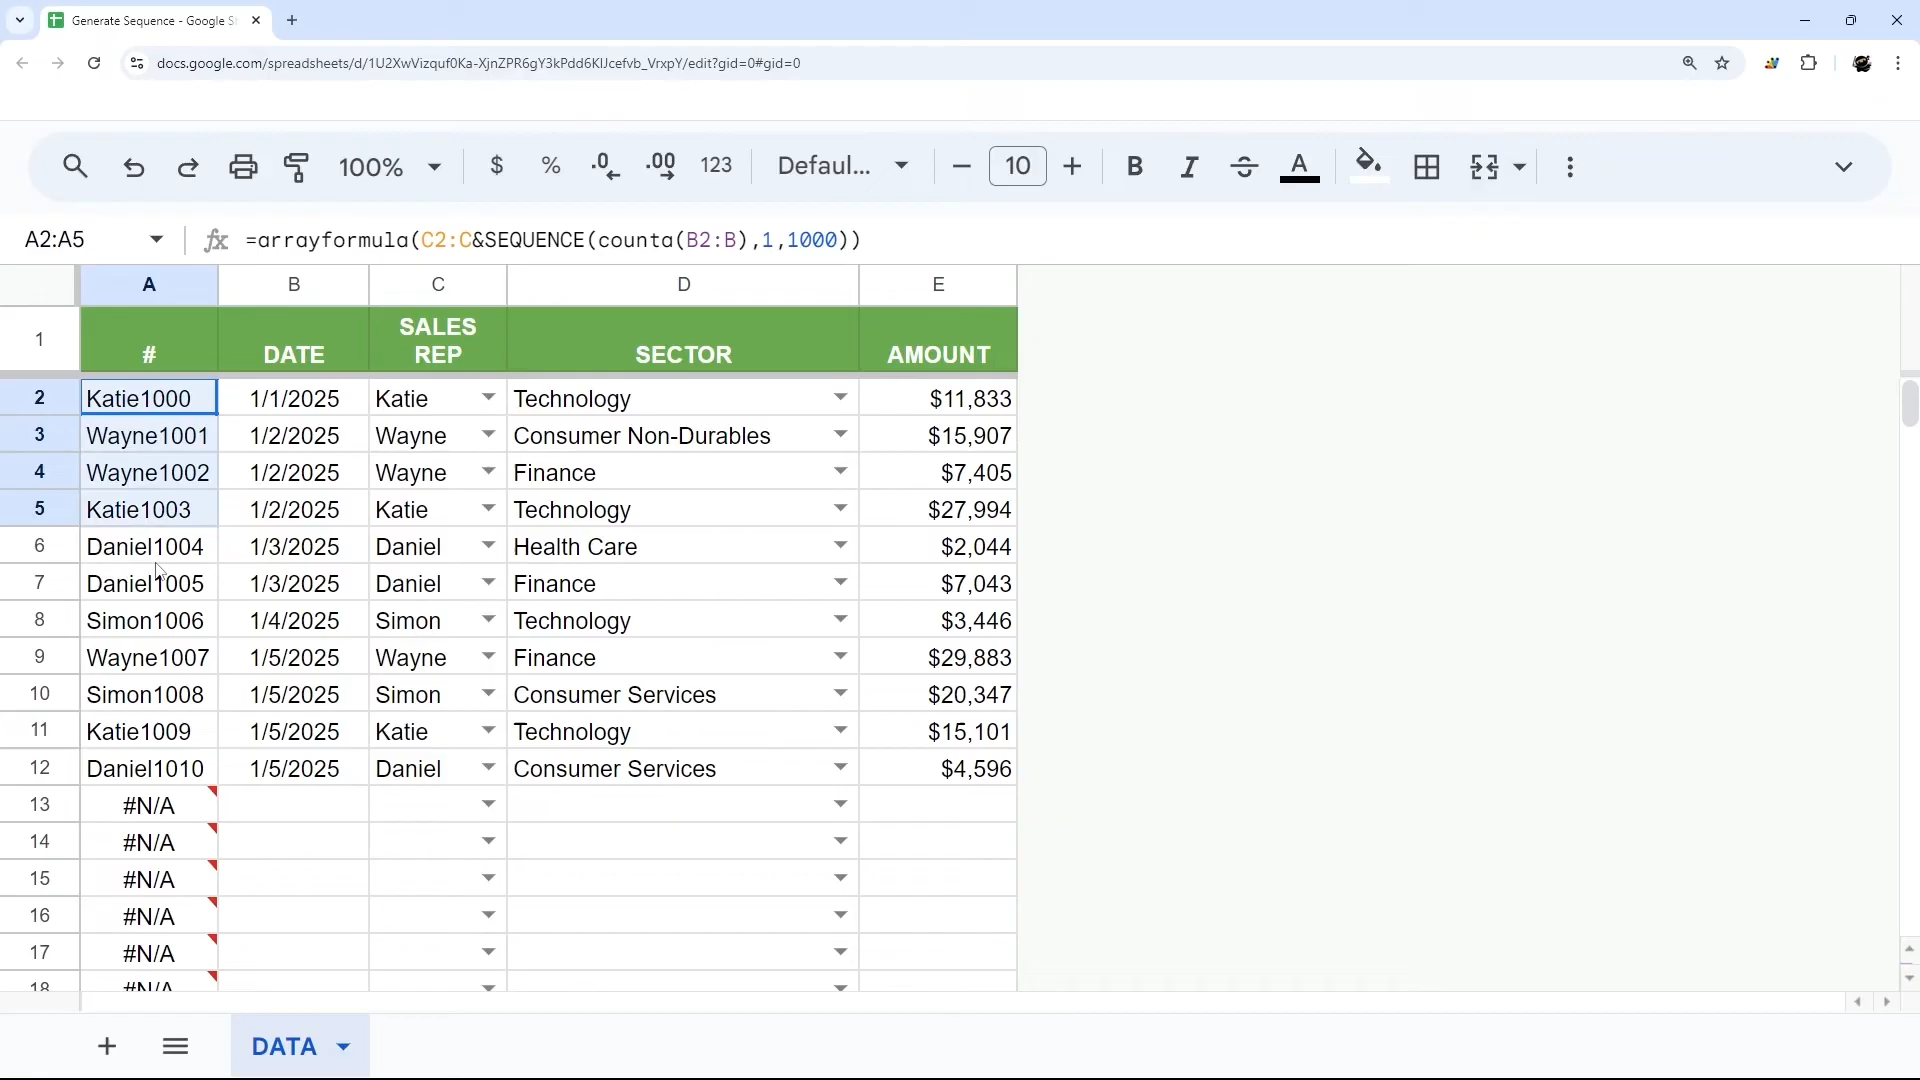 Generate Sequence - Google S
docs.google.com/spreadsheets/d/1U2XwVizquf0Ka-XjnZPR6gY3kPdd6KIJcefvb_VrxpY/edit?gid=0#gid=0
100% $ % .0 .00 123 Defaul... 10 B I A
A2:A5 fx =arrayformula(C2:C&SEQUENCE(counta(B2:B),1,1000))
A B C D E
1 # DATE SALES REP SECTOR AMOUNT
2 Katie1000 1/1/2025 Katie Technology $11,833
3 Wayne1001 1/2/2025 Wayne Consumer Non-Durables $15,907
4 Wayne1002 1/2/2025 Wayne Finance $7,405
5 Katie1003 1/2/2025 Katie Technology $27,994
6 Daniel1004 1/3/2025 Daniel Health Care $2,044
7 Daniel1005 1/3/2025 Daniel Finance $7,043
8 Simon1006 1/4/2025 Simon Technology $3,446
9 Wayne1007 1/5/2025 Wayne Finance $29,883
10 Simon1008 1/5/2025 Simon Consumer Services $20,347
11 Katie1009 1/5/2025 Katie Technology $15,101
12 Daniel1010 1/5/2025 Daniel Consumer Services $4,596
13 #N/A
14 #N/A
15 #N/A
16 #N/A
17 #N/A
18 #N/A
DATA